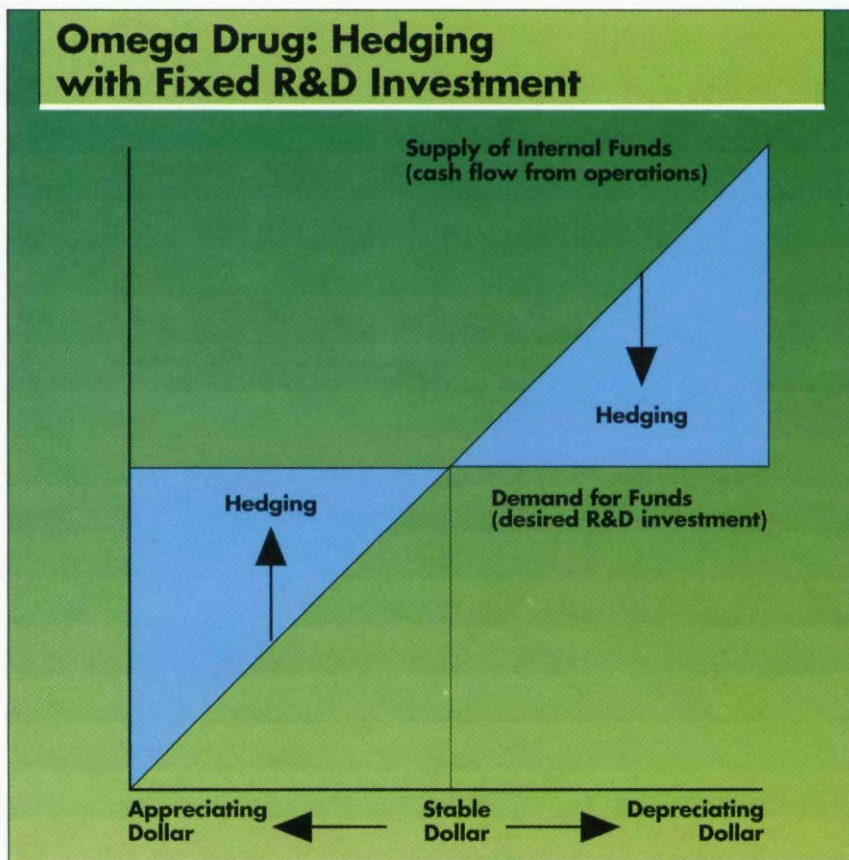 Omega Drug: Hedging
with Fixed R&D Investment
Supply of Internal Funds
(cash flow from operations)
Hedging
Hedging
Demand for Funds
(desired R&D investment)
Appreciating
Dollar
Stable
Dollar
Depreciating
Dollar